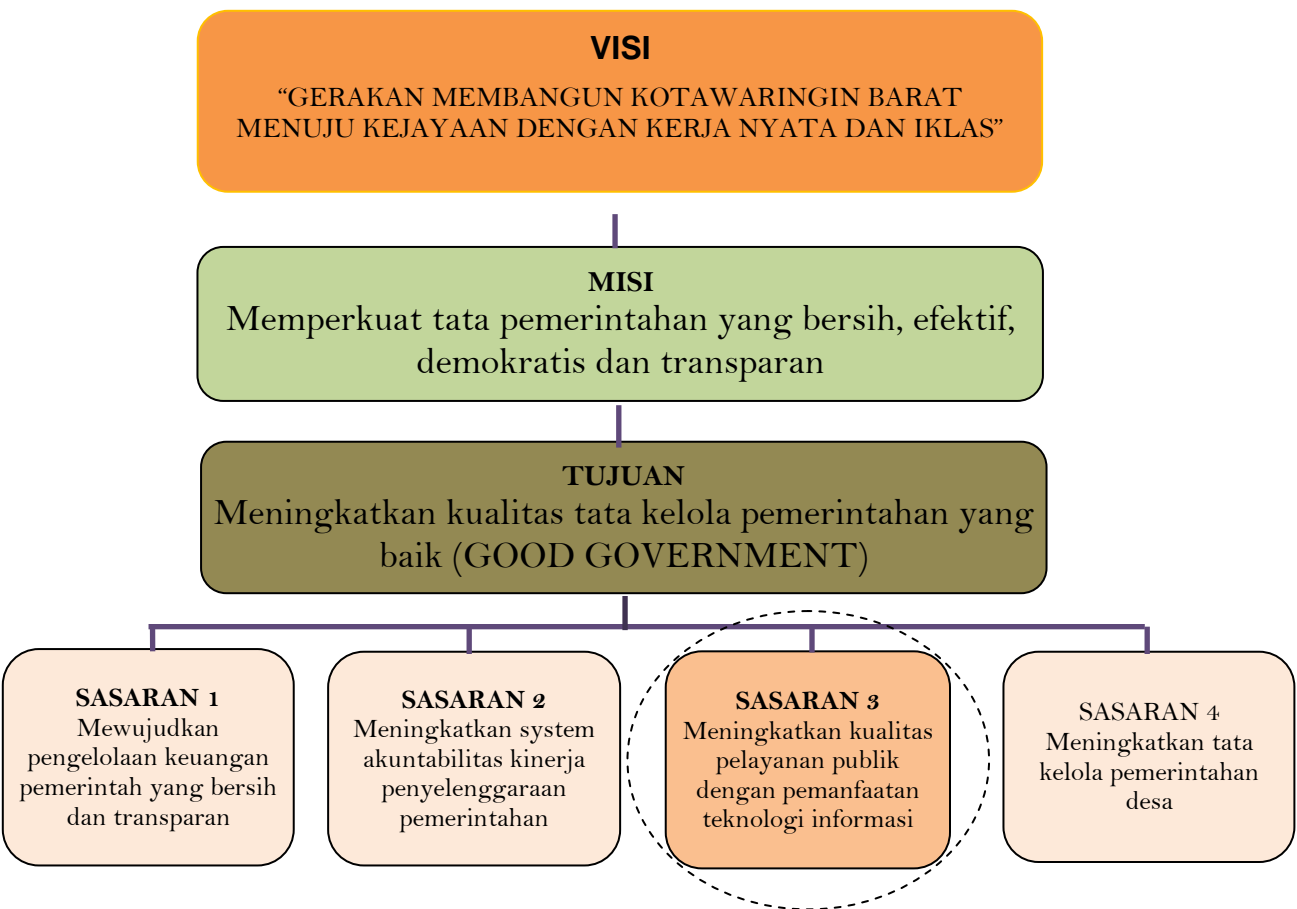 VISI
“GERAKAN MEMBANGUN KOTAWARINGIN BARAT
MENUJU KEJAYAAN DENGAN KERJA NYATA DAN IKLAS”
MISI
Memperkuat tata pemerintahan yang bersih, efektif,
demokratis dan transparan
TUJUAN
Meningkatkan kualitas tata kelola pemerintahan yang
baik (GOOD GOVERNMENT)
SASARAN 1
Mewujudkan
pengelolaan keuangan
pemerintah yang bersih
dan transparan
SASARAN 2
Meningkatkan system
akuntabilitas kinerja
penyelenggaraan
pemerintahan
SASARAN 3
Meningkatkan kualitas
pelayanan publik
dengan pemanfaatan
teknologi informasi
SASARAN 4
Meningkatkan tata
kelola pemerintahan
desa